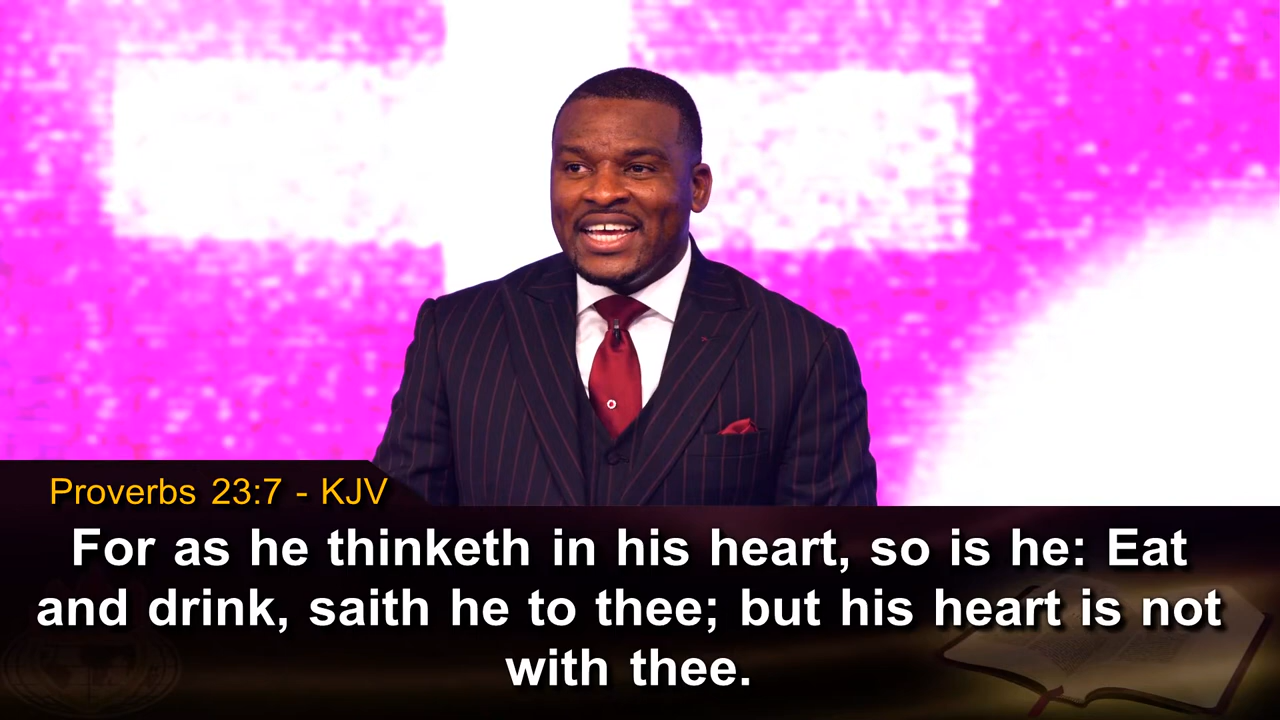 Proverbs 23:7 - KJV
For as he thinketh in his heart, so is he: Eat
and drink, saith he to thee; but his heart is not
with thee.